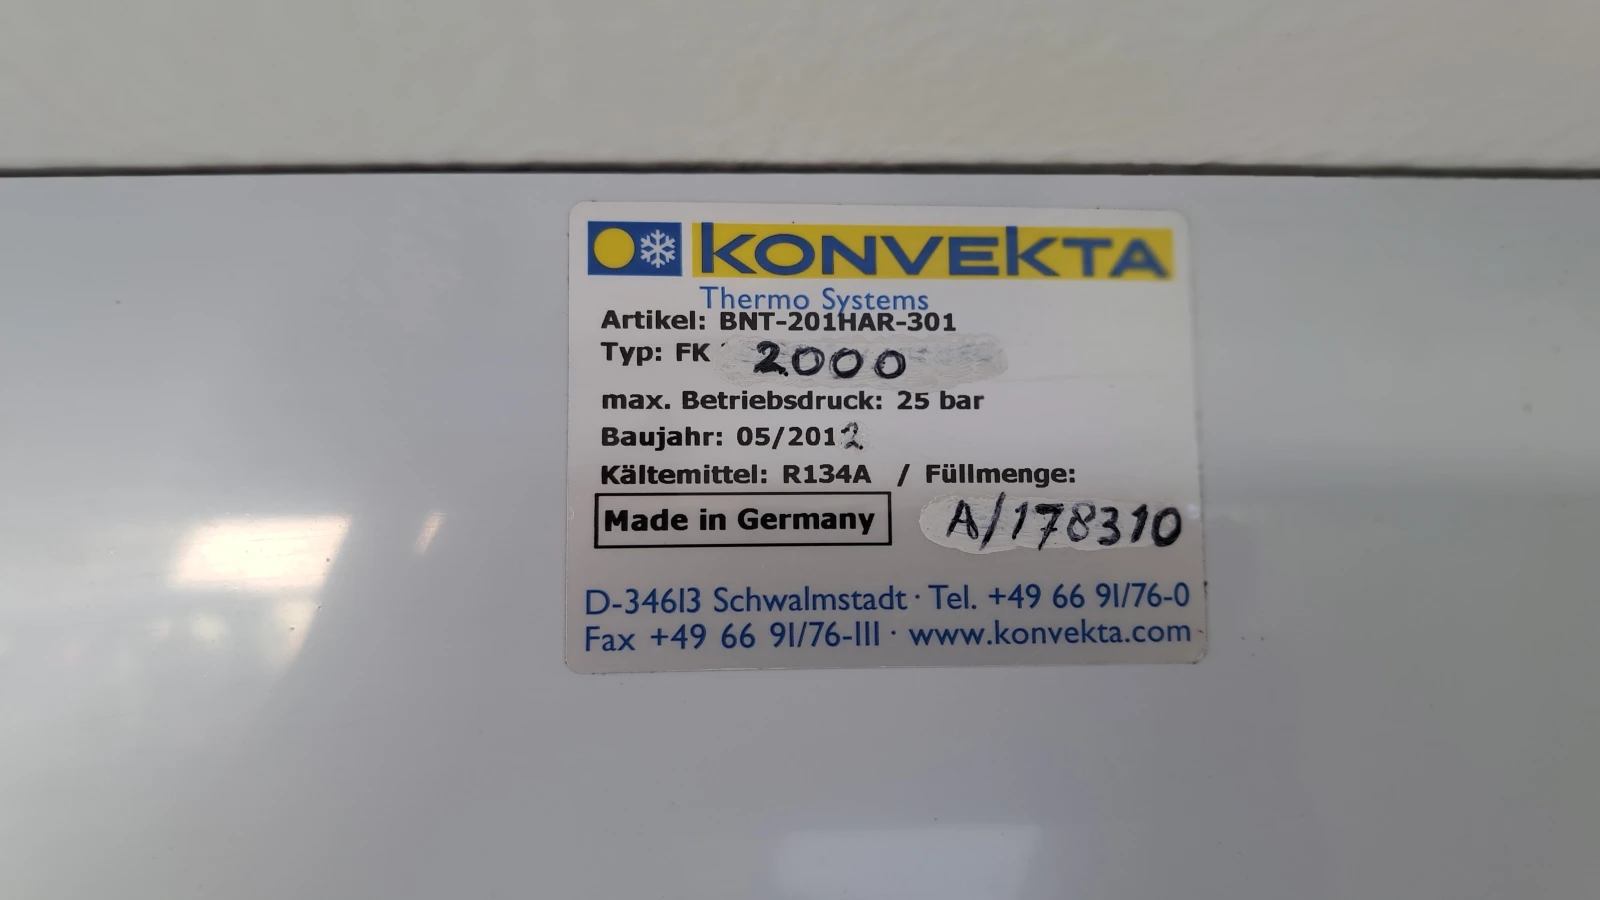 KONVEKTA
Thermo Systems
Artikel: BNT-201HAR-301
Typ: FK 2000
max. Betriebsdruck: 25 bar
Baujahr: 05/2012
Kältemittel: R134A / Füllmenge:
Made in Germany A/178310
D-34613 Schwalmstadt · Tel. +49 66 91/76-0
Fax +49 66 91/76-111 · www.konvekta.com